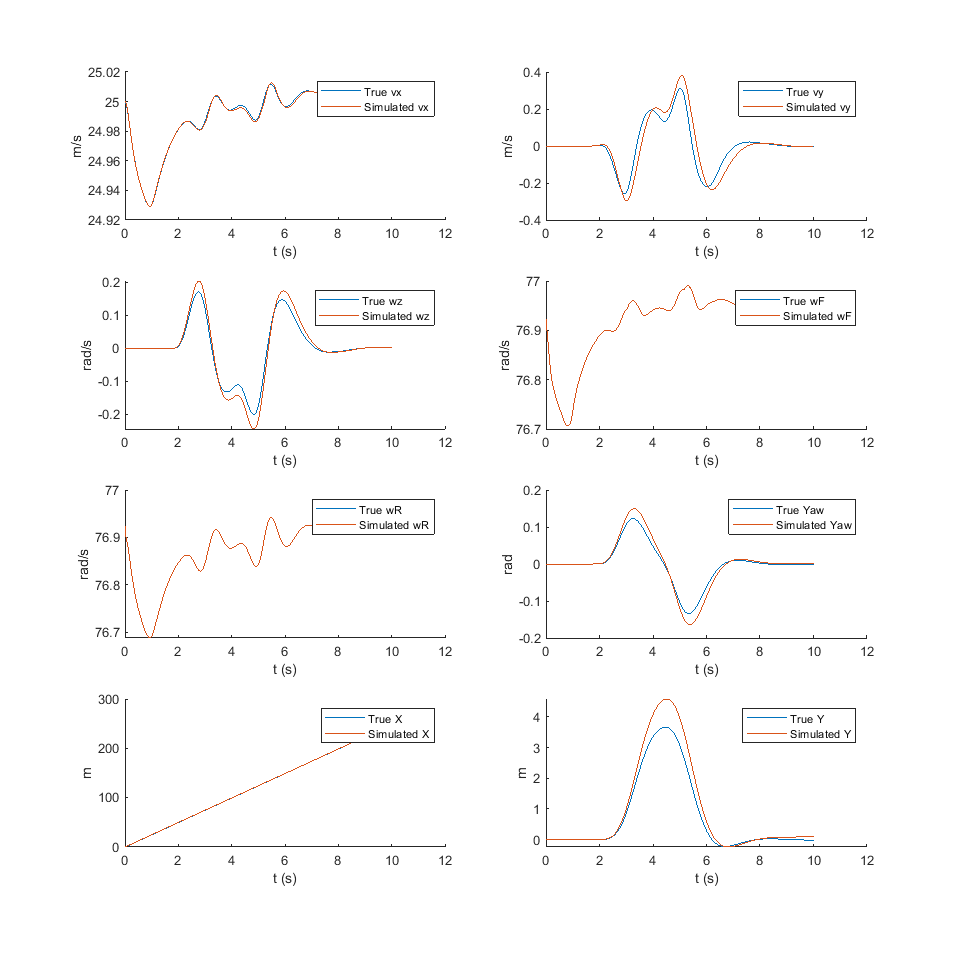 25.02
25
24.98
24.96
24.94
24.92
m/s
True vx
Simulated vx
0 2 4 6 8 10 12
t (s)
0.4
0.2
0
-0.2
-0.4
m/s
True vy
Simulated vy
0 2 4 6 8 10 12
t (s)
0.2
0.1
0
-0.1
-0.2
rad/s
True wz
Simulated wz
0 2 4 6 8 10 12
t (s)
77
76.9
76.8
76.7
rad/s
True wF
Simulated wF
0 2 4 6 8 10 12
t (s)
77
76.9
76.8
76.7
rad/s
True wR
Simulated wR
0 2 4 6 8 10 12
t (s)
0.2
0.1
0
-0.1
-0.2
rad
True Yaw
Simulated Yaw
0 2 4 6 8 10 12
t (s)
300
200
100
0
m
True X
Simulated X
0 2 4 6 8 10 12
t (s)
4
3
2
1
0
m
True Y
Simulated Y
0 2 4 6 8 10 12
t (s)